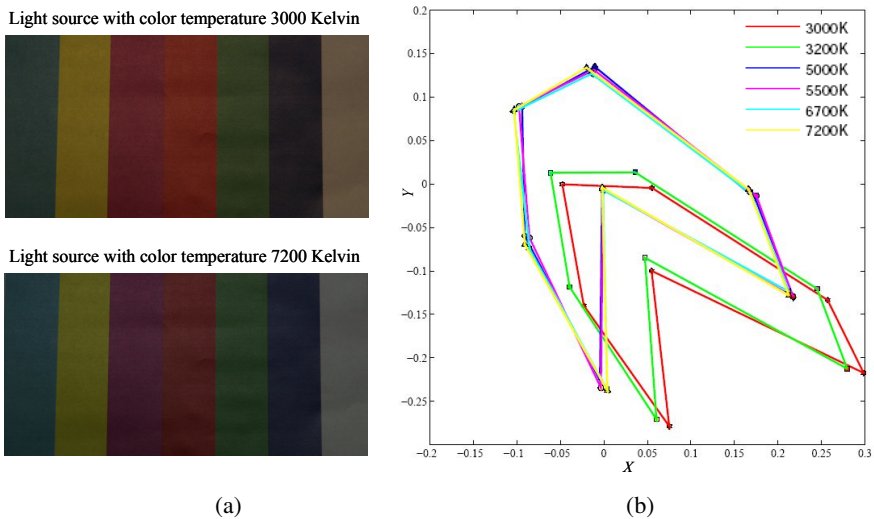 Light source with color temperature 3000 Kelvin
Light source with color temperature 7200 Kelvin
(a)
0.2
0.15
0.1
0.05
0
−0.05
−0.1
−0.15
−0.2
−0.25
Y
3000K
3200K
5000K
5500K
6700K
7200K
−0.2 −0.15 −0.1 −0.05 0 0.05 0.1 0.15 0.2 0.25 0.3
X
(b)